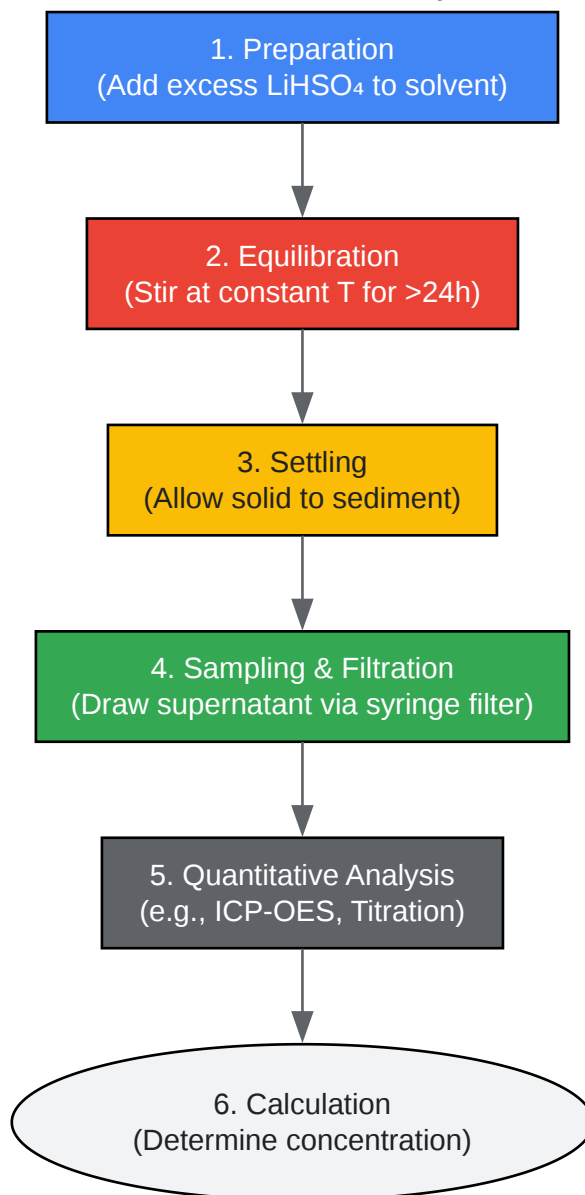 1. Preparation
(Add excess LiHSO₄ to solvent)
2. Equilibration
(Stir at constant T for >24h)
3. Settling
(Allow solid to sediment)
4. Sampling & Filtration
(Draw supernatant via syringe filter)
5. Quantitative Analysis
(e.g., ICP-OES, Titration)
6. Calculation
(Determine concentration)